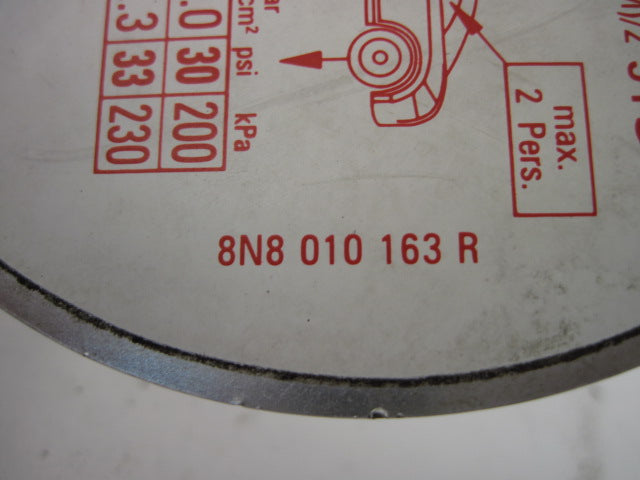 ar
cm² psi kPa
.0 30 200
.3 33 230
max.
2 Pers.
8N8 010 163 R